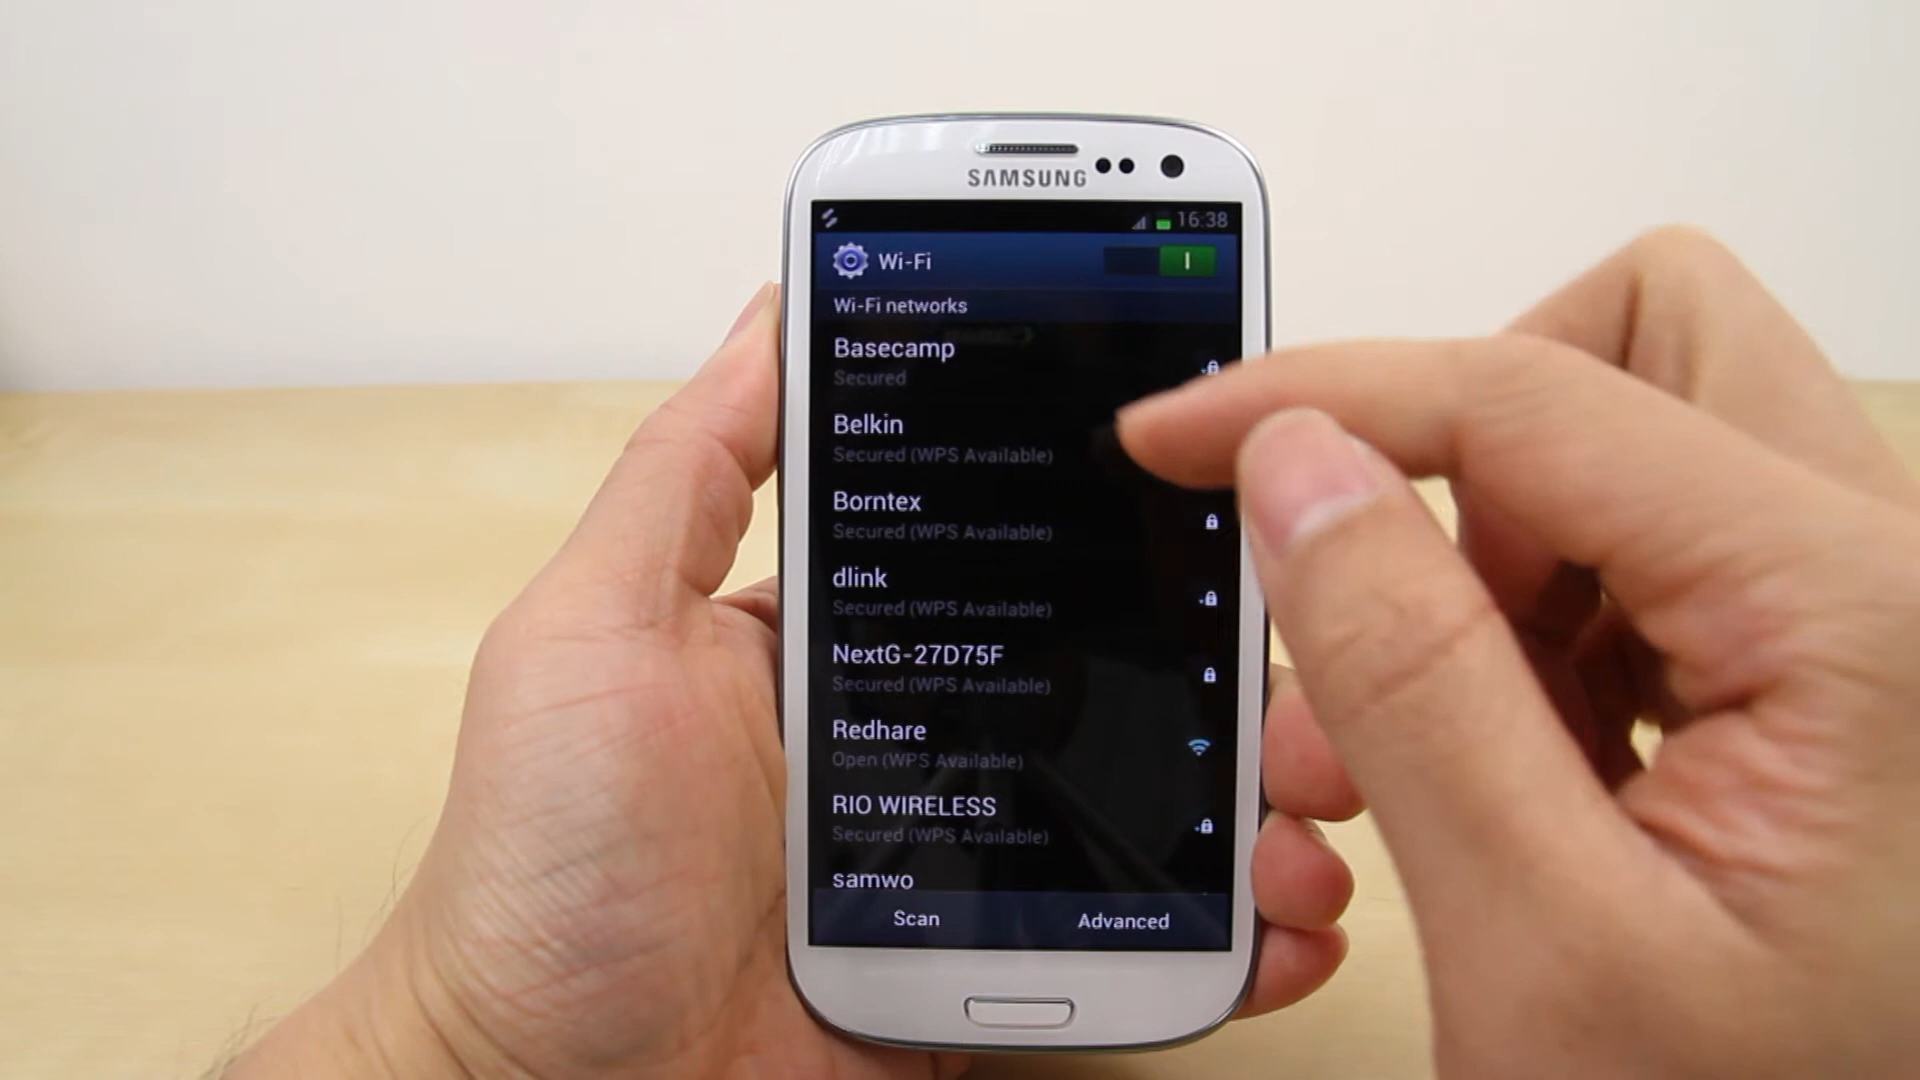 SAMSUNG
16:38
Wi-Fi
Wi-Fi networks
Basecamp
Secured
Belkin
Secured (WPS Available)
Borntex
Secured (WPS Available)
dlink
Secured (WPS Available)
NextG-27D75F
Secured (WPS Available)
Redhare
Open (WPS Available)
RIO WIRELESS
Secured (WPS Available)
samwo
Scan Advanced